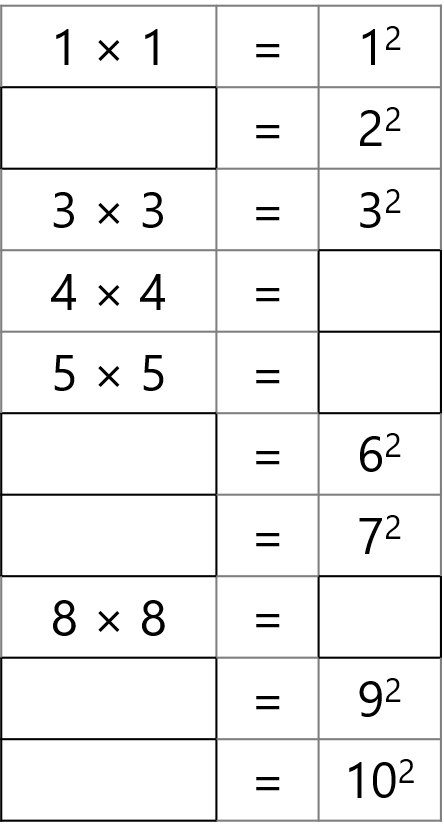 1 × 1 = 1²
= 2²
3 × 3 = 3²
4 × 4 =
5 × 5 =
= 6²
= 7²
8 × 8 =
= 9²
= 10²